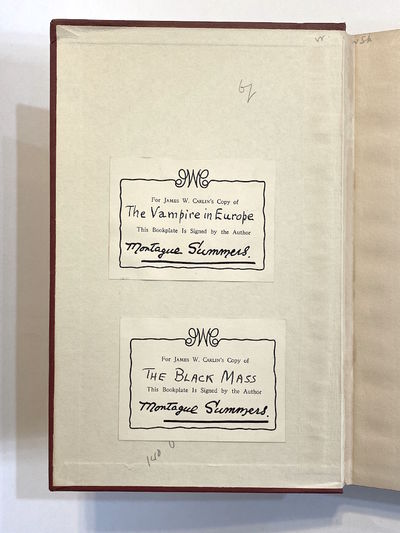 JWC
For James W. Carlin's Copy of
The Vampire in Europe
This Bookplate Is Signed by the Author
Montague Summers.
JWC
For James W. Carlin's Copy of
The Black Mass
This Bookplate Is Signed by the Author
Montague Summers.